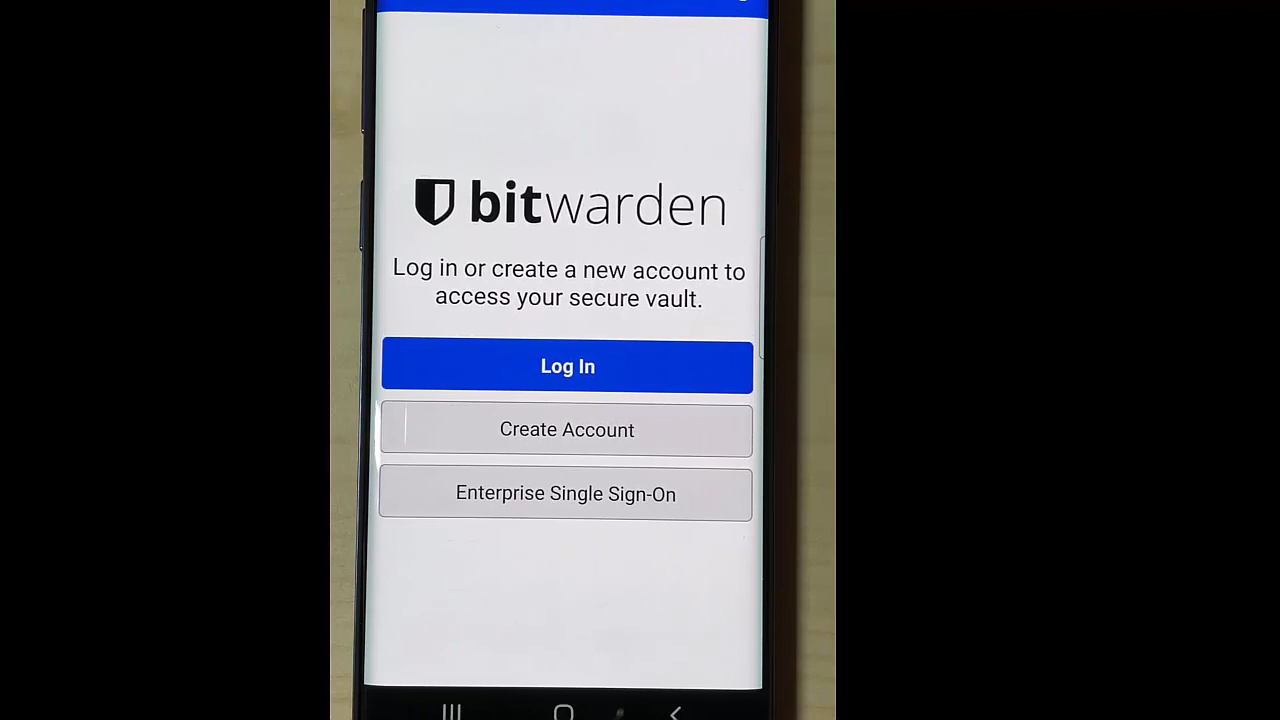 bitwarden
Log in or create a new account to
access your secure vault.
Log In
Create Account
Enterprise Single Sign-On